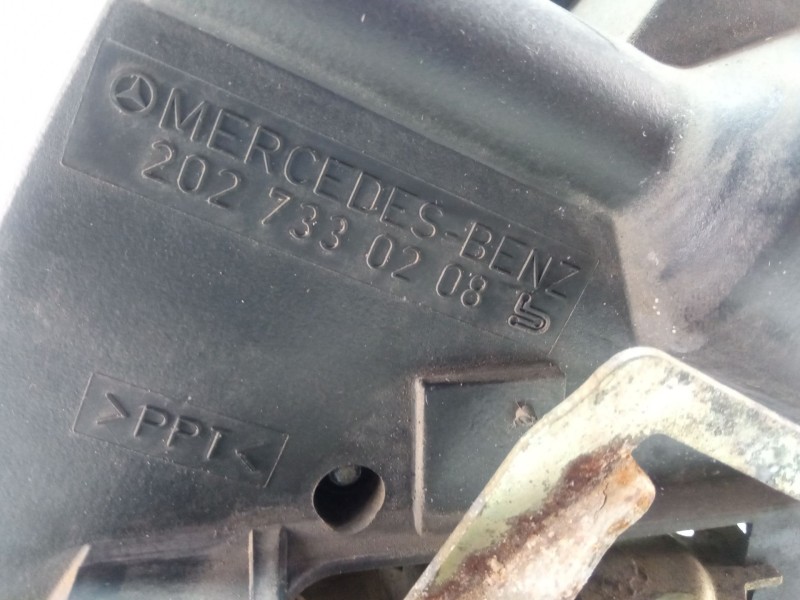 MERCEDES-BENZ
202 733 02 08
>PPT<